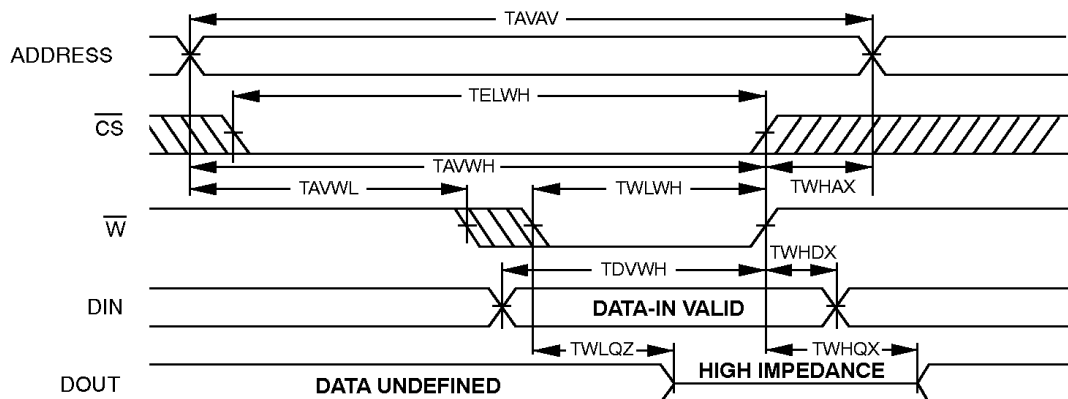 TAVAV
ADDRESS
TELWH
CS
TAVWH
TAVWL
TWLWH
TWHAX
W
TWHDX
TDVWH
DIN
DATA-IN VALID
TWLQZ
TWHQX
HIGH IMPEDANCE
DOUT
DATA UNDEFINED